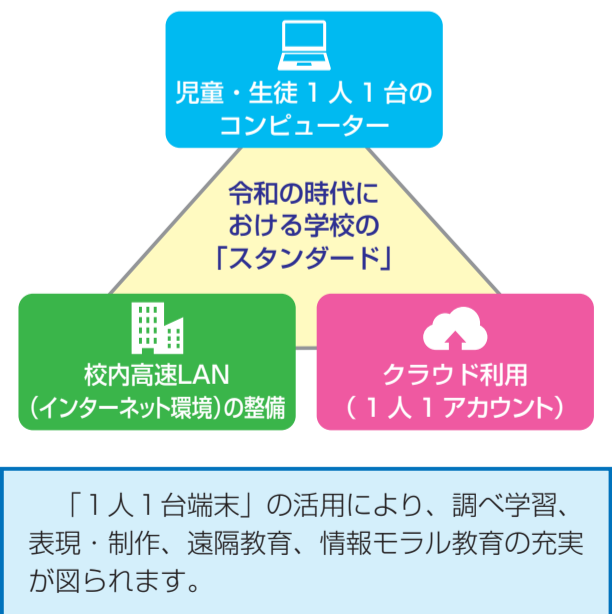 児童・生徒１人１台の
コンピューター
令和の時代に
おける学校の
「スタンダード」
校内高速LAN
（インターネット環境）の整備
クラウド利用
（１人１アカウント）
「１人１台端末」の活用により、調べ学習、
表現・制作、遠隔教育、情報モラル教育の充実
が図られます。